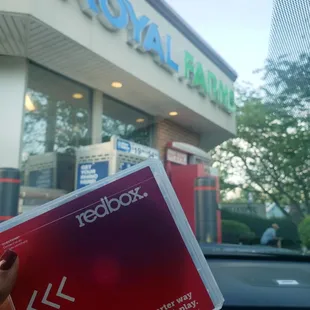 ROYAL FARMS
redbox.
rter way
play.